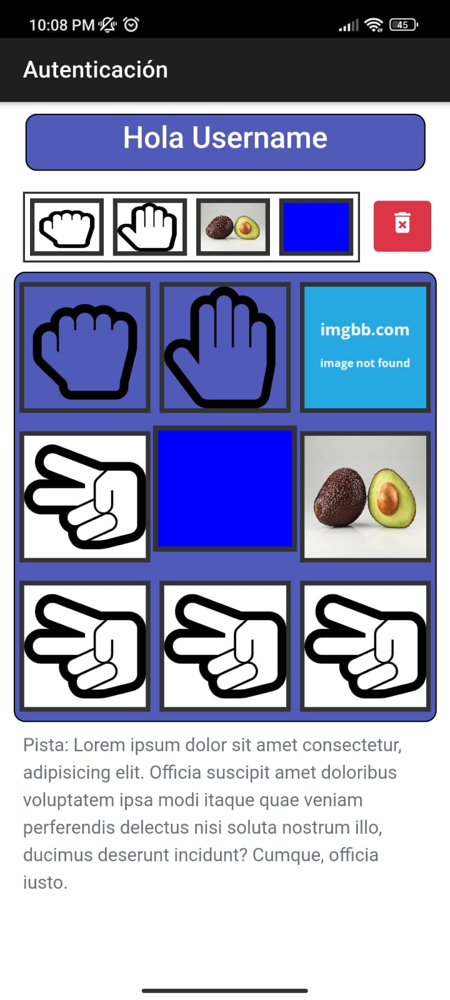 10:08 PM
45
Autenticación
Hola Username
imgbb.com
image not found
Pista: Lorem ipsum dolor sit amet consectetur,
adipisicing elit. Officia suscipit amet doloribus
voluptatem ipsa modi itaque quae veniam
perferendis delectus nisi soluta nostrum illo,
ducimus deserunt incidunt? Cumque, officia
iusto.